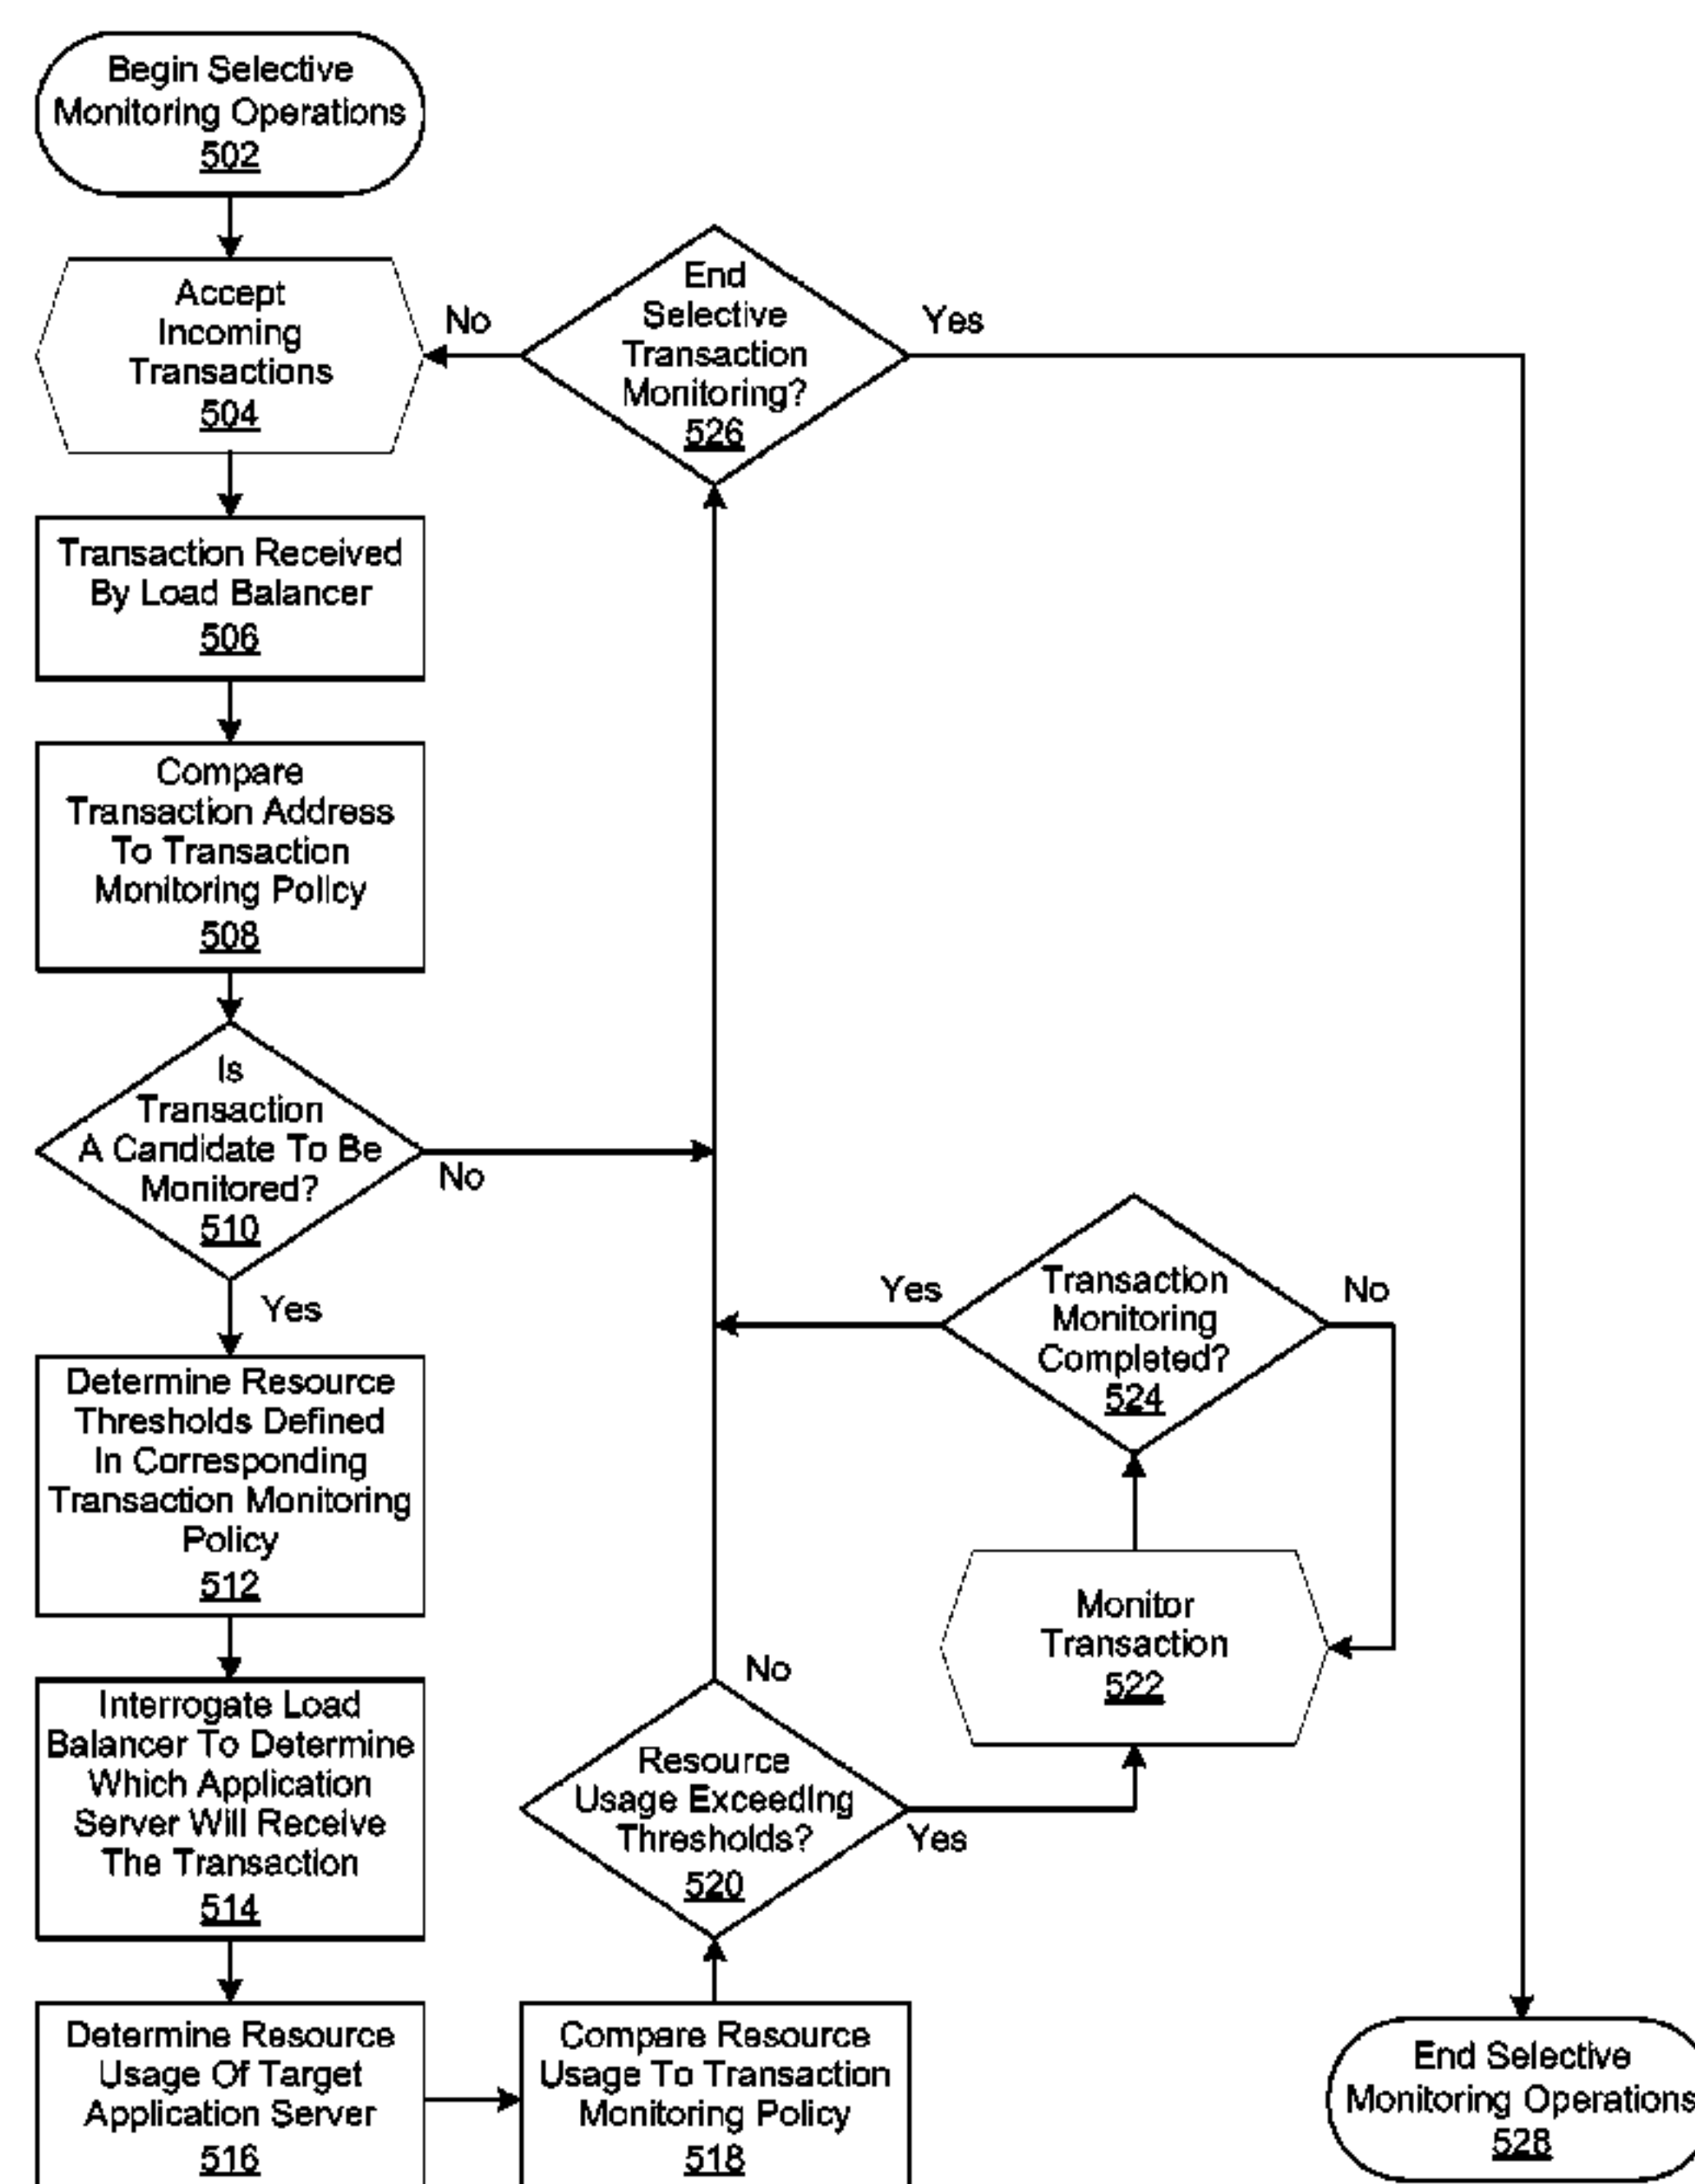 Begin Selective
Monitoring Operations
502
Accept
Incoming
Transactions
504
No
End
Selective
Transaction
Monitoring?
526
Yes
Transaction Received
By Load Balancer
506
Compare
Transaction Address
To Transaction
Monitoring Policy
508
Is
Transaction
A Candidate To Be
Monitored?
510
No
Yes
Determine Resource
Thresholds Defined
In Corresponding
Transaction Monitoring
Policy
512
Yes
Transaction
Monitoring
Completed?
524
No
Monitor
Transaction
522
Interrogate Load
Balancer To Determine
Which Application
Server Will Receive
The Transaction
514
No
Resource
Usage Exceeding
Thresholds?
520
Yes
Determine Resource
Usage Of Target
Application Server
516
Compare Resource
Usage To Transaction
Monitoring Policy
518
End Selective
Monitoring Operations
528